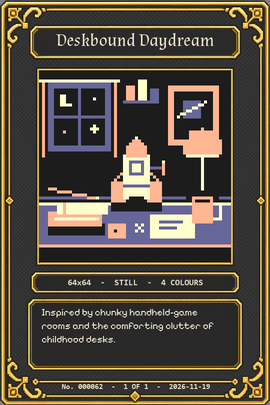 Deskbound Daydream
64x64 - STILL - 4 COLOURS
Inspired by chunky handheld-game
rooms and the comforting clutter of
childhood desks.
No. 000062 - 1 OF 1 - 2026-11-19